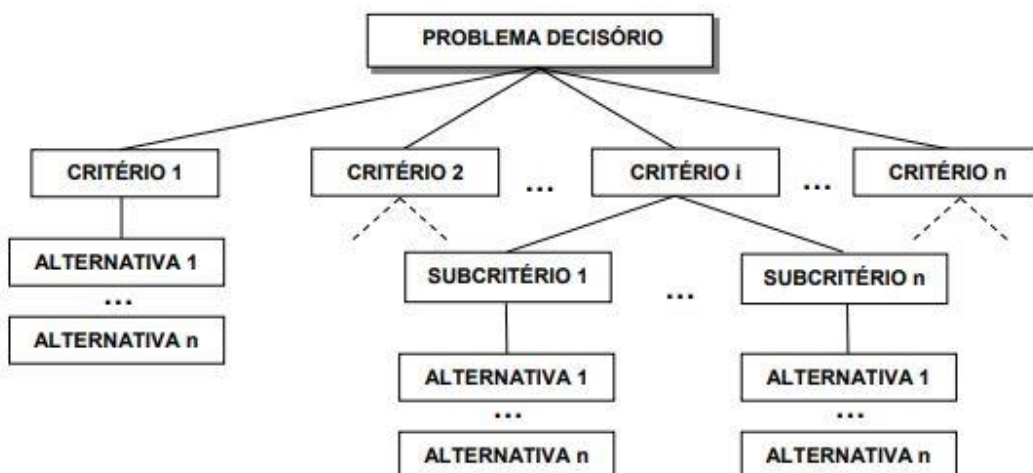 PROBLEMA DECISÓRIO
CRITÉRIO 1
CRITÉRIO 2
...
CRITÉRIO i
...
CRITÉRIO n
ALTERNATIVA 1
...
ALTERNATIVA n
SUBCRITÉRIO 1
...
SUBCRITÉRIO n
ALTERNATIVA 1
...
ALTERNATIVA n
ALTERNATIVA 1
...
ALTERNATIVA n